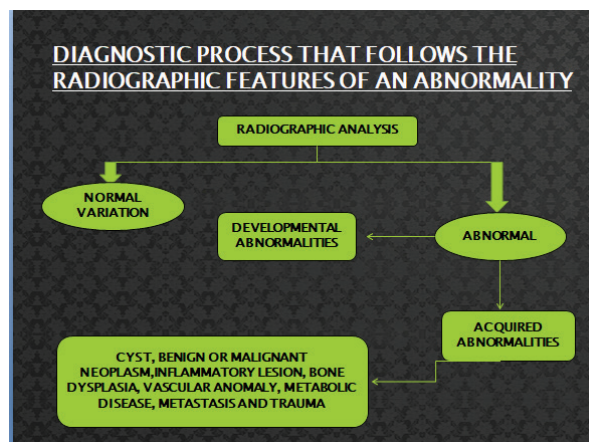 DIAGNOSTIC PROCESS THAT FOLLOWS THE
RADIOGRAPHIC FEATURES OF AN ABNORMALITY
RADIOGRAPHIC ANALYSIS
NORMAL
VARIATION
DEVELOPMENTAL
ABNORMALITIES
ABNORMAL
ACQUIRED
ABNORMALITIES
CYST, BENIGN OR MALIGNANT
NEOPLASM,INFLAMMATORY LESION, BONE
DYSPLASIA, VASCULAR ANOMALY, METABOLIC
DISEASE, METASTASIS AND TRAUMA